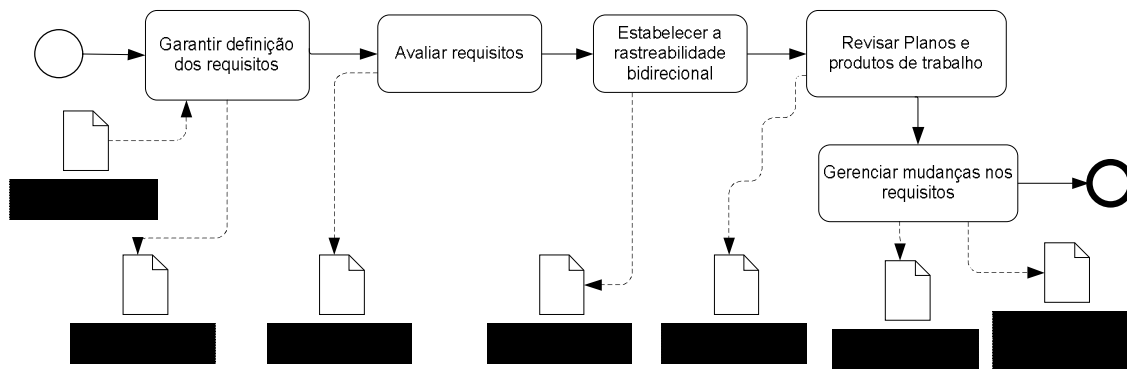 Garantir definição
dos requisitos
Avaliar requisitos
Estabelecer a
rastreabilidade
bidirecional
Revisar Planos e
produtos de trabalho
Gerenciar mudanças nos
requisitos